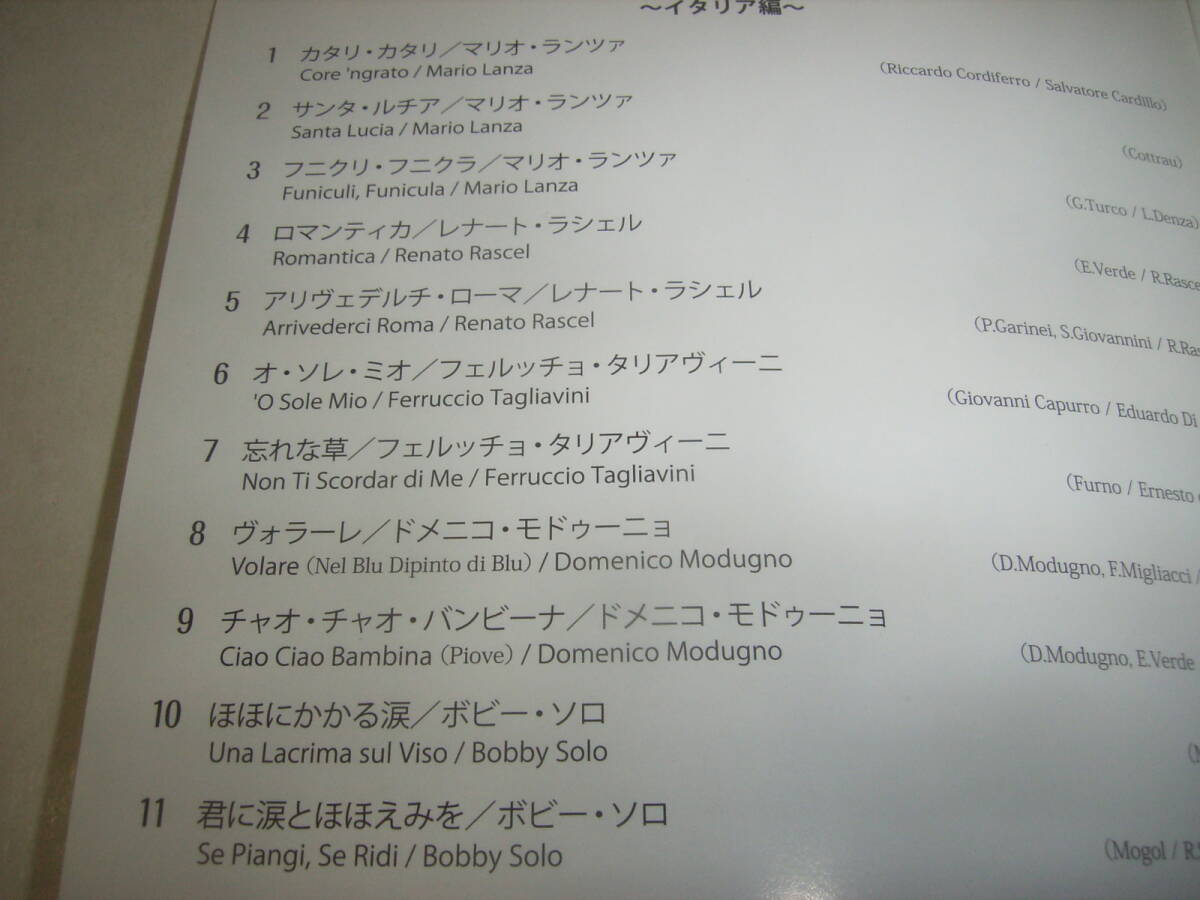 ～イタリア編～
1 カタリ・カタリ／マリオ・ランツァ
Core 'ngrato / Mario Lanza
(Riccardo Cordiferro / Salvatore Cardillo)
2 サンタ・ルチア／マリオ・ランツァ
Santa Lucia / Mario Lanza
(Cottrau)
3 フニクリ・フニクラ／マリオ・ランツァ
Funiculi, Funicula / Mario Lanza
(G.Turco / L.Denza)
4 ロマンティカ／レナート・ラシェル
Romantica / Renato Rascel
(E.Verde / R.Rasce
5 アリヴェデルチ・ローマ／レナート・ラシェル
Arrivederci Roma / Renato Rascel
(P.Garinei, S.Giovannini / R.Ras
6 オ・ソレ・ミオ／フェルッチョ・タリアヴィーニ
'O Sole Mio / Ferruccio Tagliavini
(Giovanni Capurro / Eduardo Di
7 忘れな草／フェルッチョ・タリアヴィーニ
Non Ti Scordar di Me / Ferruccio Tagliavini
(Furno / Ernesto
8 ヴォラーレ／ドメニコ・モドゥーニョ
Volare (Nel Blu Dipinto di Blu) / Domenico Modugno
(D.Modugno, F.Migliacci /
9 チャオ・チャオ・バンビーナ／ドメニコ・モドゥーニョ
Ciao Ciao Bambina (Piove) / Domenico Modugno
(D.Modugno, E.Verde
10 ほほにかかる涙／ボビー・ソロ
Una Lacrima sul Viso / Bobby Solo
11 君に涙とほほえみを／ボビー・ソロ
Se Piangi, Se Ridi / Bobby Solo
(Mogol / R.